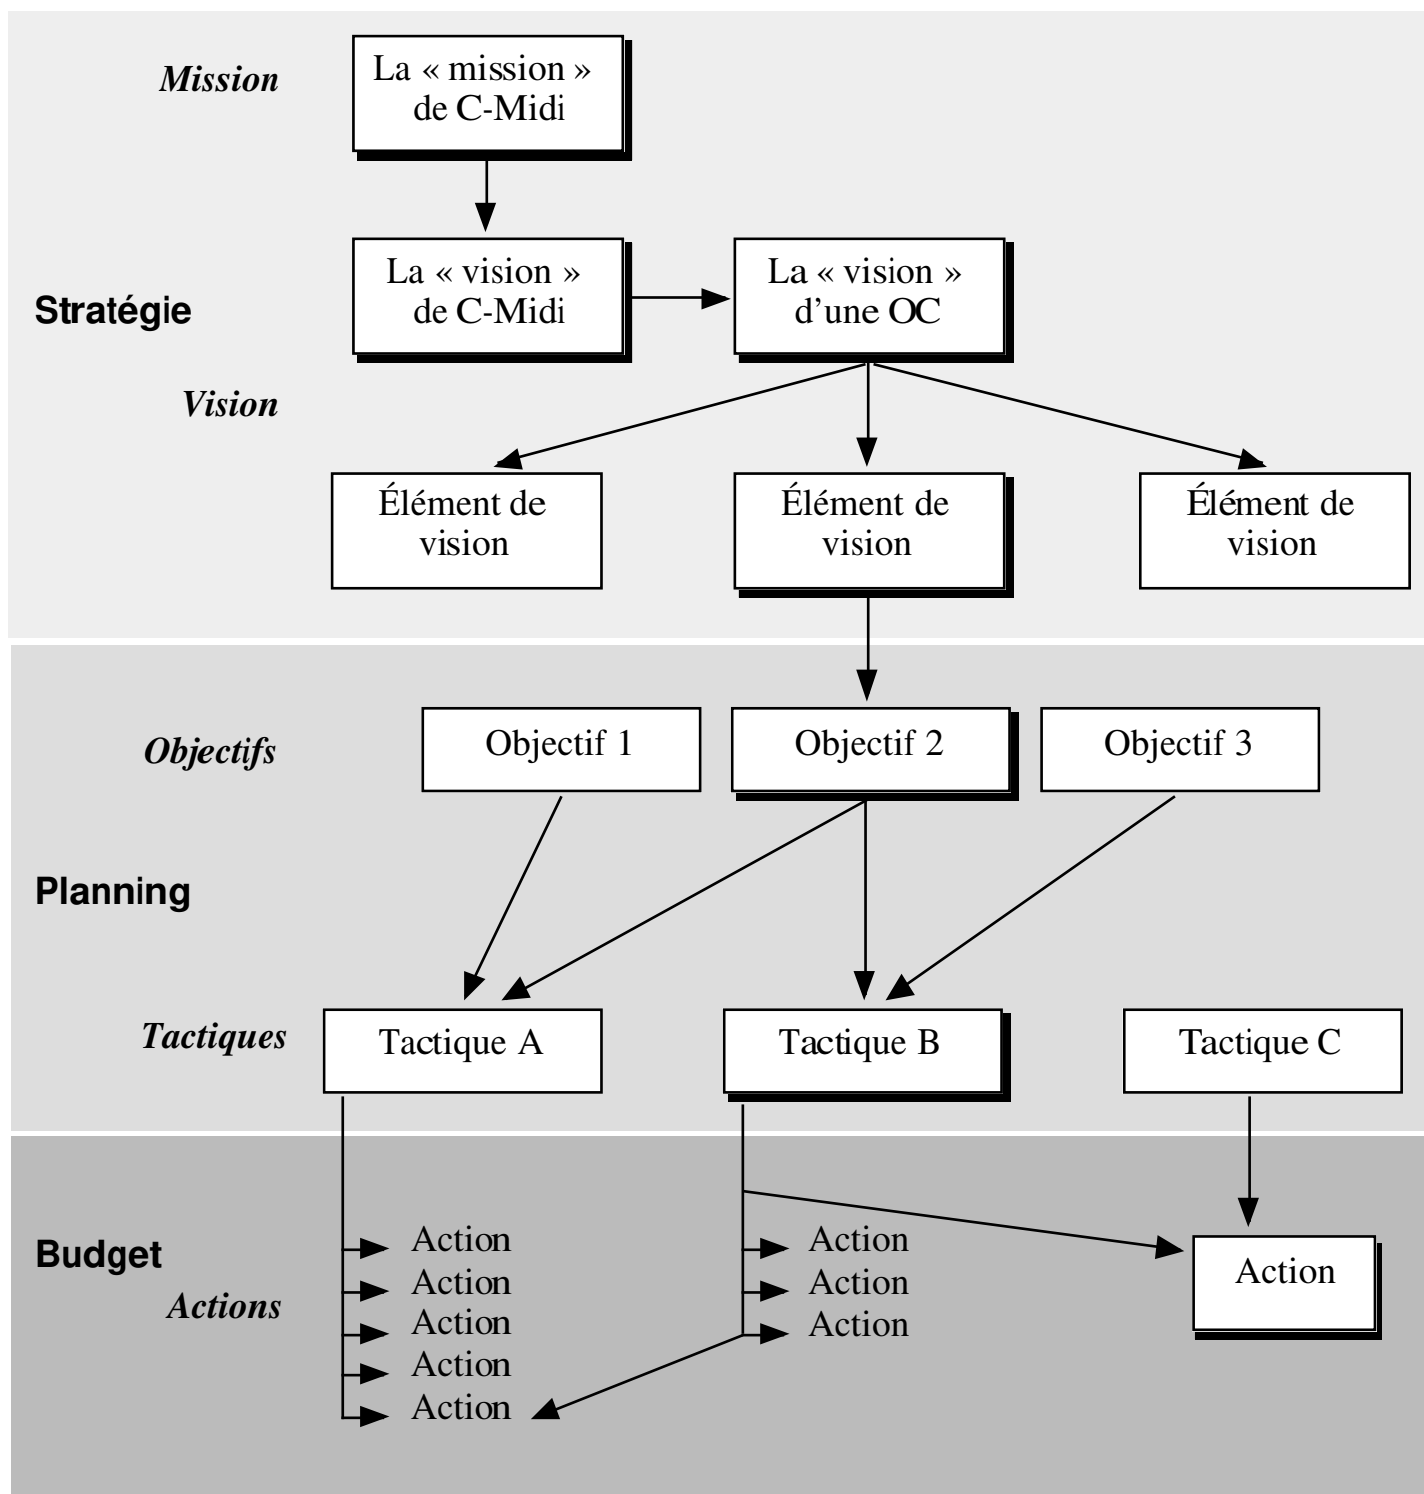 Mission
La « mission »
de C-Midi
La « vision »
de C-Midi
La « vision »
d’une OC
Stratégie
Vision
Élément de
vision
Élément de
vision
Élément de
vision
Objectifs
Objectif 1
Objectif 2
Objectif 3
Planning
Tactiques
Tactique A
Tactique B
Tactique C
Budget
Actions
Action
Action
Action
Action
Action
Action
Action
Action
Action